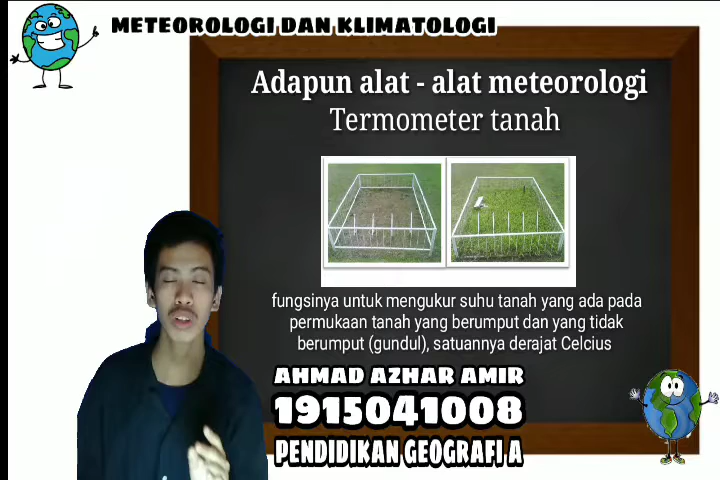 METEOROLOGI DAN KLIMATOLOGI
Adapun alat - alat meteorologi
Termometer tanah
fungsinya untuk mengukur suhu tanah yang ada pada
permukaan tanah yang berumput dan yang tidak
berumput (gundul), satuannya derajat Celcius
AHMAD AZHAR AMIR
1915041008
PENDIDIKAN GEOGRAFI A